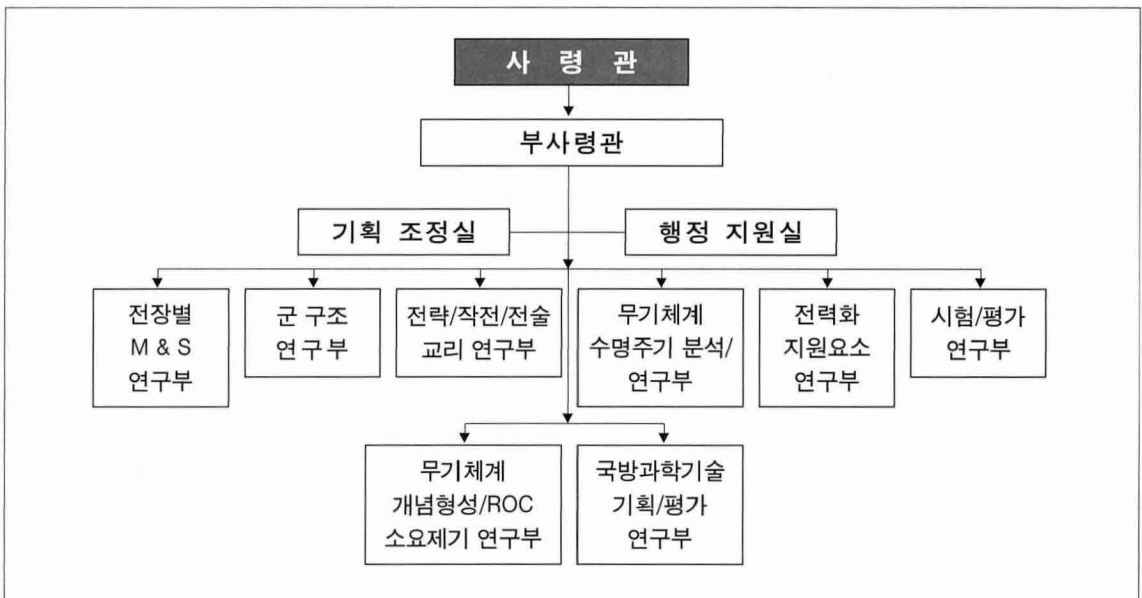 사 령 관
부사령관
기획 조정실
행정 지원실
전장별
M & S
연구부
군 구조
연구부
전략/작전/전술
교리 연구부
무기체계
수명주기 분석/
연구부
전력화
지원요소
연구부
시험/평가
연구부
무기체계
개념형성/ROC
소요제기 연구부
국방과학기술
기획/평가
연구부